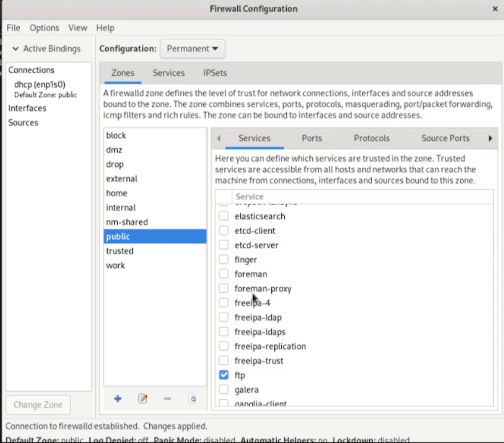 Firewall Configuration
File Options View Help
Active Bindings
Configuration: Permanent
Connections
dhcp (enp1s0)
Default Zone: public
Interfaces
Sources
Change Zone
Zones Services IPSets
A firewalld zone defines the level of trust for network connections, interfaces and source addresses
bound to the zone. The zone combines services, ports, protocols, masquerading, port/packet forwarding,
icmp filters and rich rules. The zone can be bound to interfaces and source addresses.
block
dmz
drop
external
home
internal
nm-shared
public
trusted
work
Services Ports Protocols Source Ports
Here you can define which services are trusted in the zone. Trusted
services are accessible from all hosts and networks that can reach the
machine from connections, interfaces and sources bound to this zone.
Service
elasticsearch
etcd-client
etcd-server
finger
foreman
foreman-proxy
freeipa-4
freeipa-ldap
freeipa-ldaps
freeipa-replication
freeipa-trust
ftp
galera
ganglia-client
Connection to firewalld established. Changes applied.
Default Zone: public Log Denied: off Panic Mode: disabled Automatic Helpers: no Lockdown: disabled